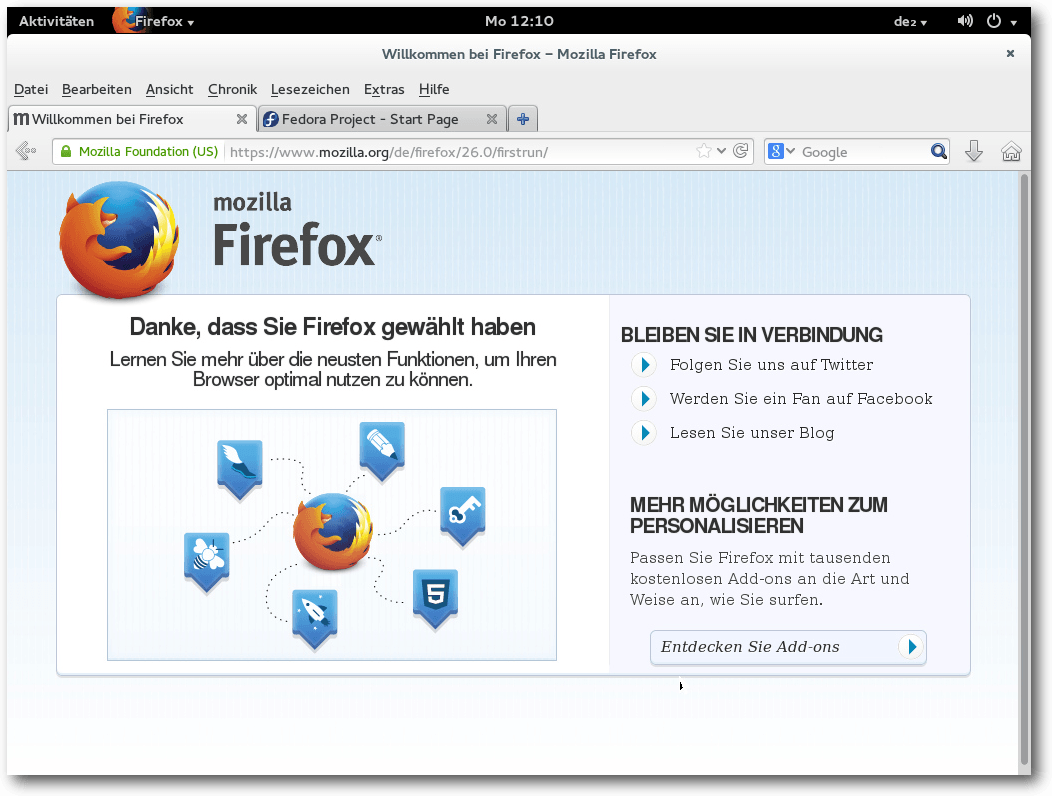 Aktivitäten Firefox Mo 12:10 de2
Willkommen bei Firefox – Mozilla Firefox
Datei Bearbeiten Ansicht Chronik Lesezeichen Extras Hilfe
m Willkommen bei Firefox Fedora Project - Start Page
Mozilla Foundation (US) https://www.mozilla.org/de/firefox/26.0/firstrun/ 8 Google
mozilla
Firefox®
Danke, dass Sie Firefox gewählt haben
Lernen Sie mehr über die neusten Funktionen, um Ihren
Browser optimal nutzen zu können.
5
BLEIBEN SIE IN VERBINDUNG
Folgen Sie uns auf Twitter
Werden Sie ein Fan auf Facebook
Lesen Sie unser Blog
MEHR MÖGLICHKEITEN ZUM
PERSONALISIEREN
Passen Sie Firefox mit tausenden
kostenlosen Add-ons an die Art und
Weise an, wie Sie surfen.
Entdecken Sie Add-ons